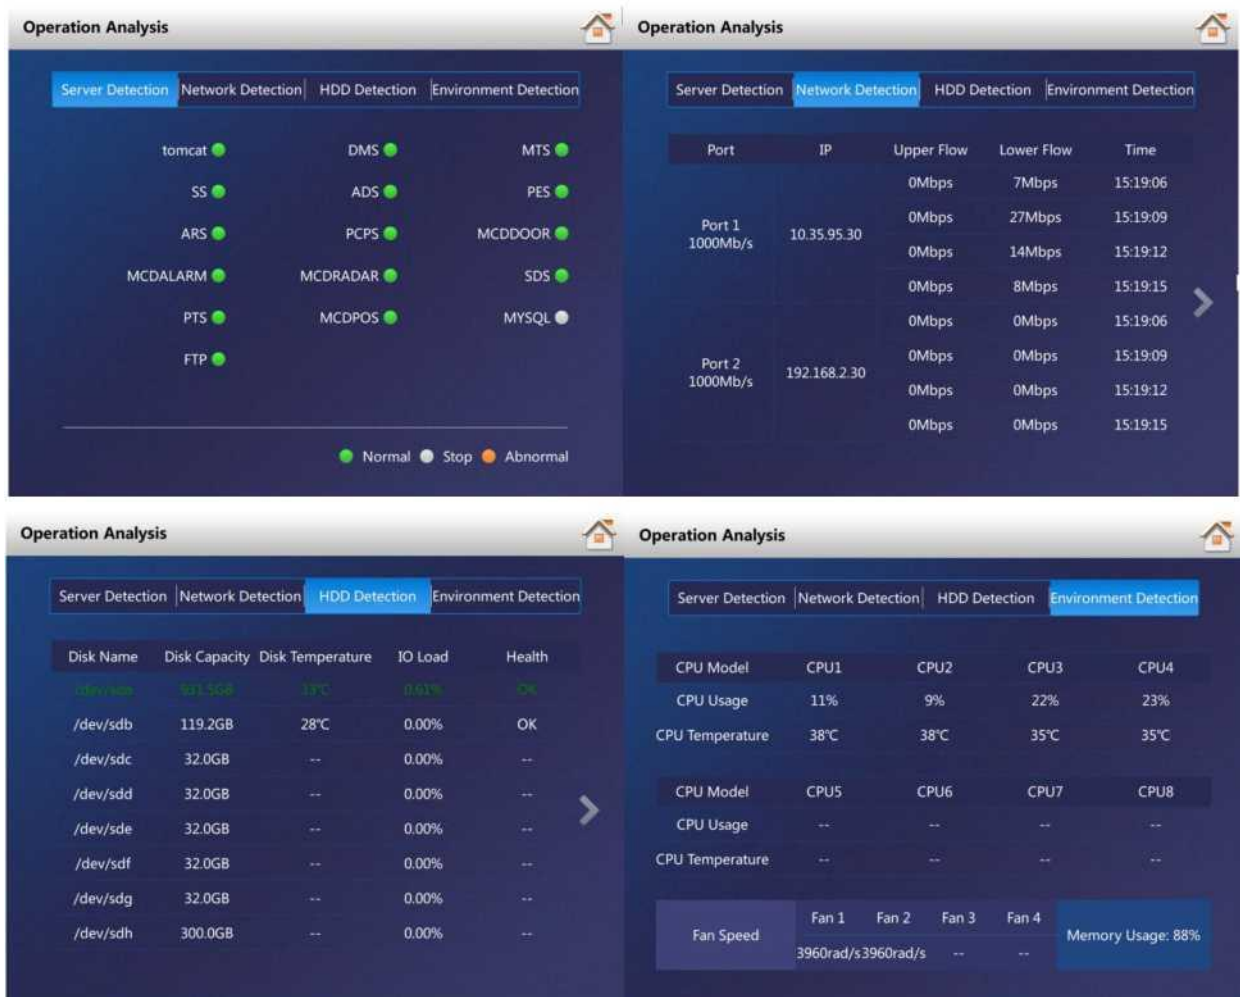 Operation Analysis
Server Detection Network Detection HDD Detection Environment Detection
tomcat DMS MTS
SS ADS PES
ARS PCPS MCDDOOR
MCDALARM MCDRADAR SDS
PTS MCDPOS MYSQL
FTP
Normal Stop Abnormal
Operation Analysis
Server Detection Network Detection HDD Detection Environment Detection
Port IP Upper Flow Lower Flow Time
Port 1
1000Mb/s
10.35.95.30
0Mbps 7Mbps 15:19:06
0Mbps 27Mbps 15:19:09
0Mbps 14Mbps 15:19:12
0Mbps 8Mbps 15:19:15
Port 2
1000Mb/s
192.168.2.30
0Mbps 0Mbps 15:19:06
0Mbps 0Mbps 15:19:09
0Mbps 0Mbps 15:19:12
0Mbps 0Mbps 15:19:15
Operation Analysis
Server Detection Network Detection HDD Detection Environment Detection
Disk Name Disk Capacity Disk Temperature IO Load Health
/dev/sda 931.5GB 33℃ 0.61% OK
/dev/sdb 119.2GB 28℃ 0.00% OK
/dev/sdc 32.0GB -- 0.00% --
/dev/sdd 32.0GB -- 0.00% --
/dev/sde 32.0GB -- 0.00% --
/dev/sdf 32.0GB -- 0.00% --
/dev/sdg 32.0GB -- 0.00% --
/dev/sdh 300.0GB -- 0.00% --
Operation Analysis
Server Detection Network Detection HDD Detection Environment Detection
CPU Model CPU1 CPU2 CPU3 CPU4
CPU Usage 11% 9% 22% 23%
CPU Temperature 38℃ 38℃ 35℃ 35℃
CPU Model CPU5 CPU6 CPU7 CPU8
CPU Usage -- -- -- --
CPU Temperature -- -- -- --
Fan Speed
Fan 1 Fan 2 Fan 3 Fan 4
3960rad/s 3960rad/s -- --
Memory Usage: 88%